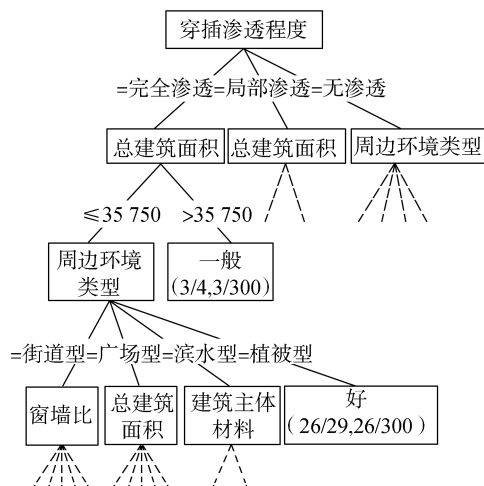 穿插渗透程度
=完全渗透=局部渗透=无渗透
总建筑面积 总建筑面积 周边环境类型
≤35 750 >35 750
周边环境
类型
一般
(3/4,3/300)
=街道型=广场型=滨水型=植被型
窗墙比
总建筑
面积
建筑主体
材料
好
(26/29,26/300)